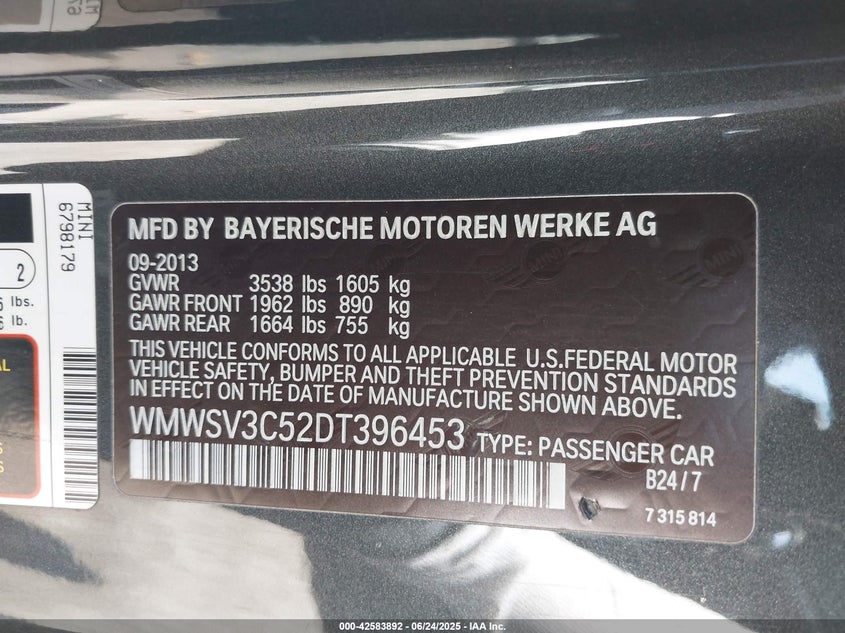 MINI
6798179
2
lbs.
lb.
MFD BY BAYERISCHE MOTOREN WERKE AG
09-2013
GVWR 3538 lbs 1605 kg
GAWR FRONT 1962 lbs 890 kg
GAWR REAR 1664 lbs 755 kg
THIS VEHICLE CONFORMS TO ALL APPLICABLE U.S.FEDERAL MOTOR
VEHICLE SAFETY, BUMPER AND THEFT PREVENTION STANDARDS
IN EFFECT ON THE DATE OF MANUFACTURE SHOWN ABOVE.
WMWSV3C52DT396453 TYPE: PASSENGER CAR
B24/7
7 315 814
000-42583892 - 06/24/2025 - IAA Inc.